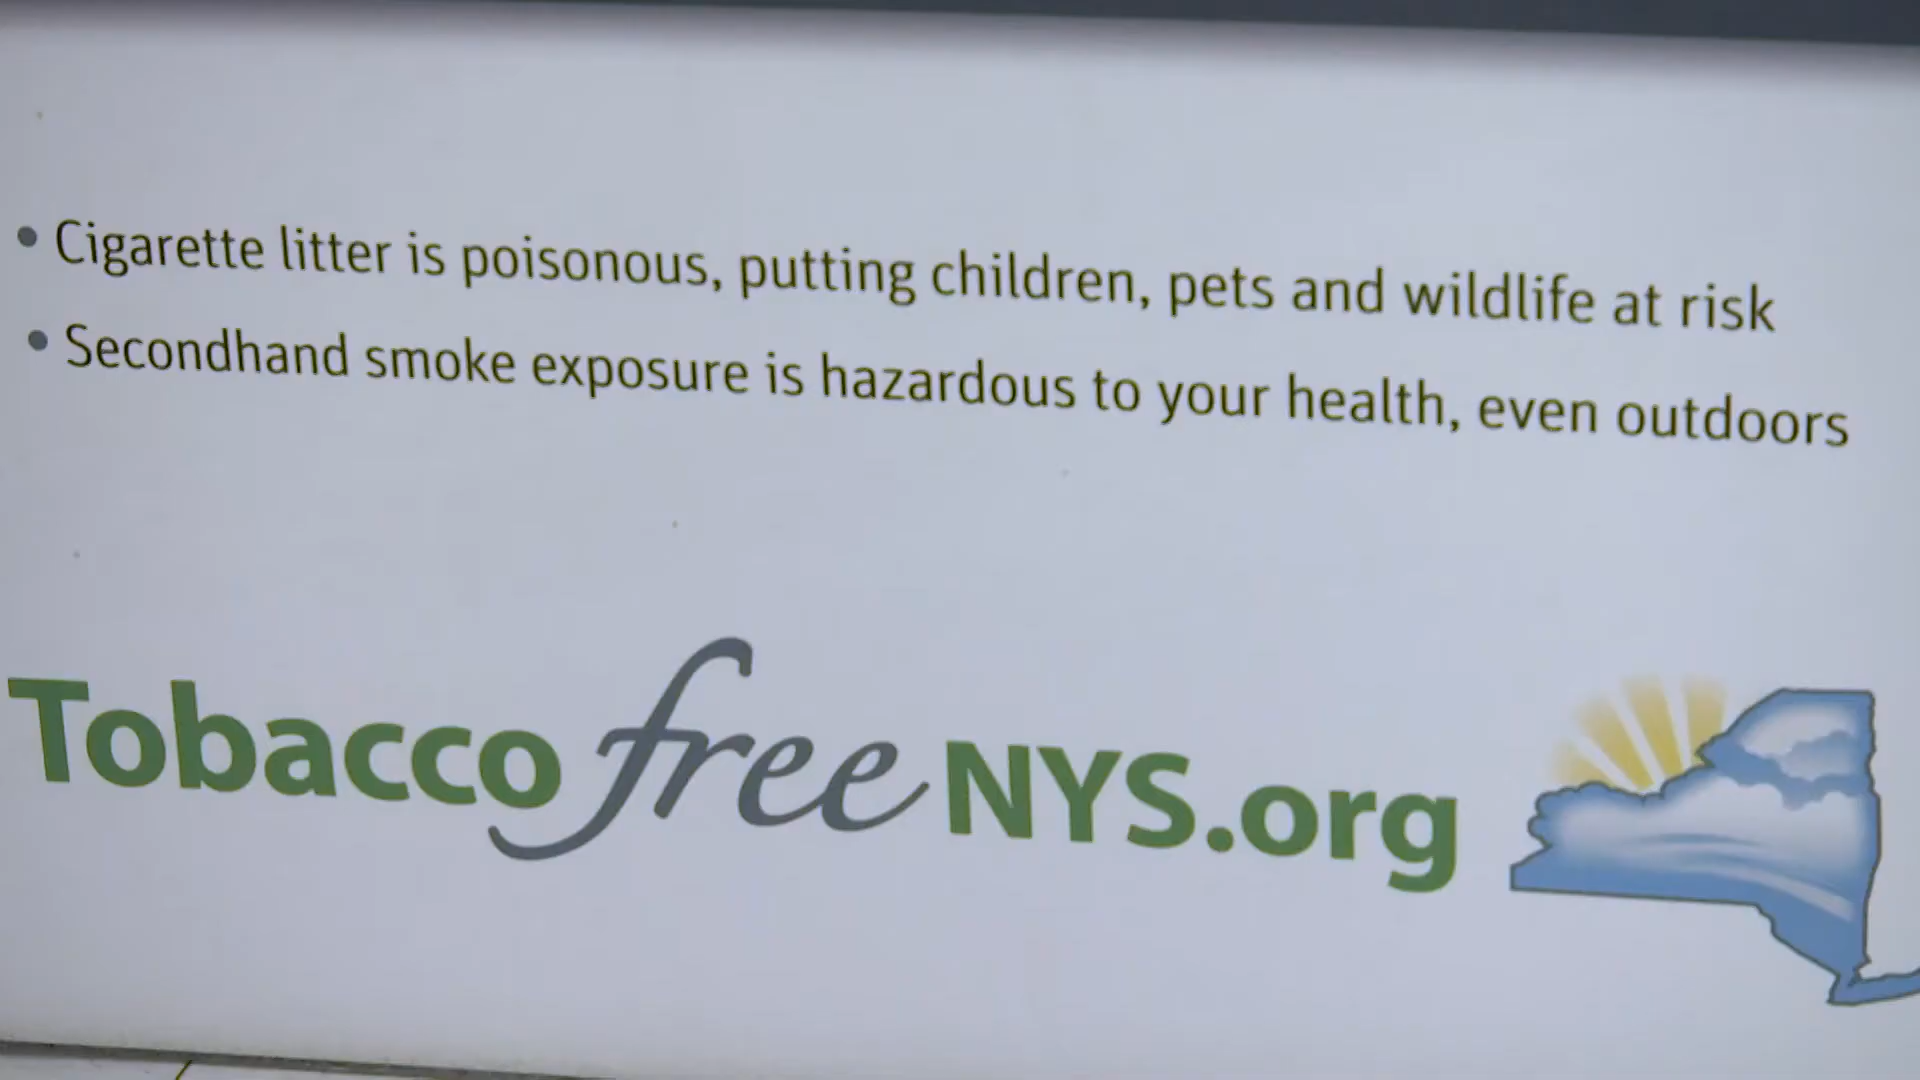 • Cigarette litter is poisonous, putting children, pets and wildlife at risk
• Secondhand smoke exposure is hazardous to your health, even outdoors
TobaccofreeNYS.org